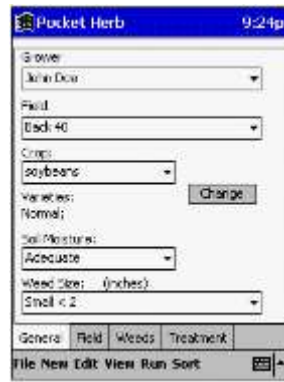 Pocket Herb 9:24p
Grower
John Doe
Field
Back 40
Crop:
soybeans
Varieties: Change
Normal;
Soil Moisture:
Adequate
Weed Size: (inches)
Small < 2
General Field Weeds Treatment
File New Edit View Run Sort